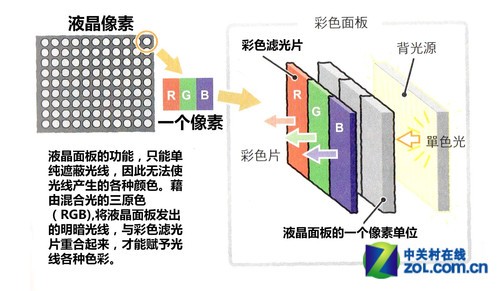 液晶像素
R G B
一个像素
液晶面板的功能，只能单
纯遮蔽光线，因此无法使
光线产生的各种颜色。藉
由混合光的三原色
（RGB),将液晶面板发出
的明暗光线，与彩色滤光
片重合起来，才能赋予光
线各种色彩。
彩色面板
彩色滤光片
背光源
R
G
B
單色光
彩色片
液晶面板的一个像素单位
Z 中关村在线
zol.com.cn